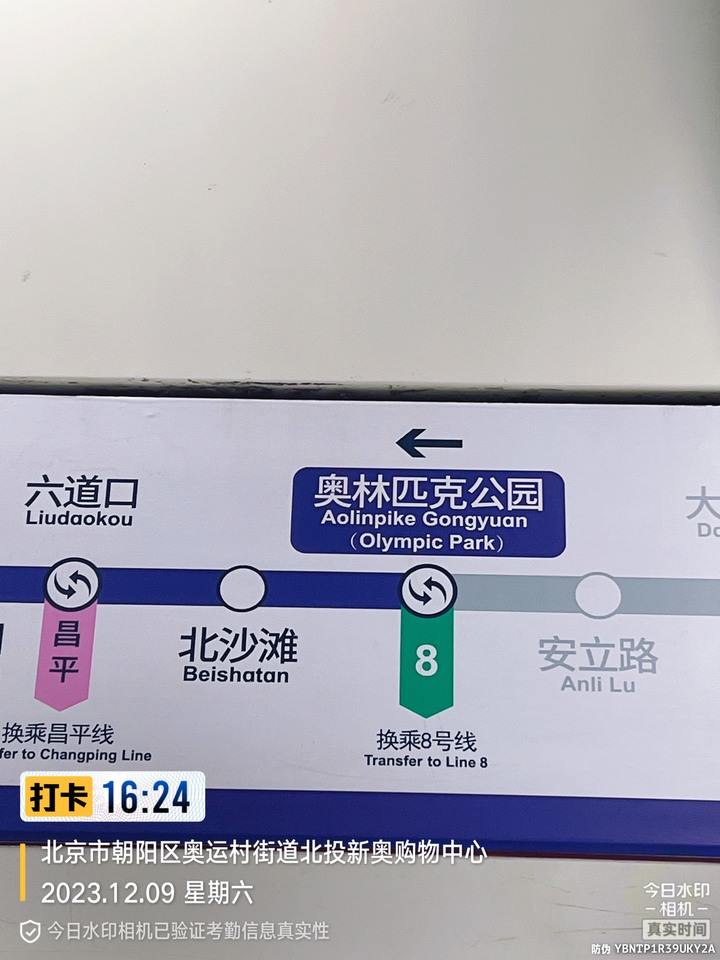 六道口
Liudaokou
奥林匹克公园
Aolinpike Gongyuan
(Olympic Park)
大
昌平
北沙滩
Beishatan
8
安立路
Anli Lu
换乘昌平线
fer to Changping Line
换乘8号线
Transfer to Line 8
打卡 16:24
北京市朝阳区奥运村街道北投新奥购物中心
2023.12.09 星期六
今日水印相机已验证考勤信息真实性
今日水印
-相机-
真实时间
防伪 YBNTP1R39UKY2A